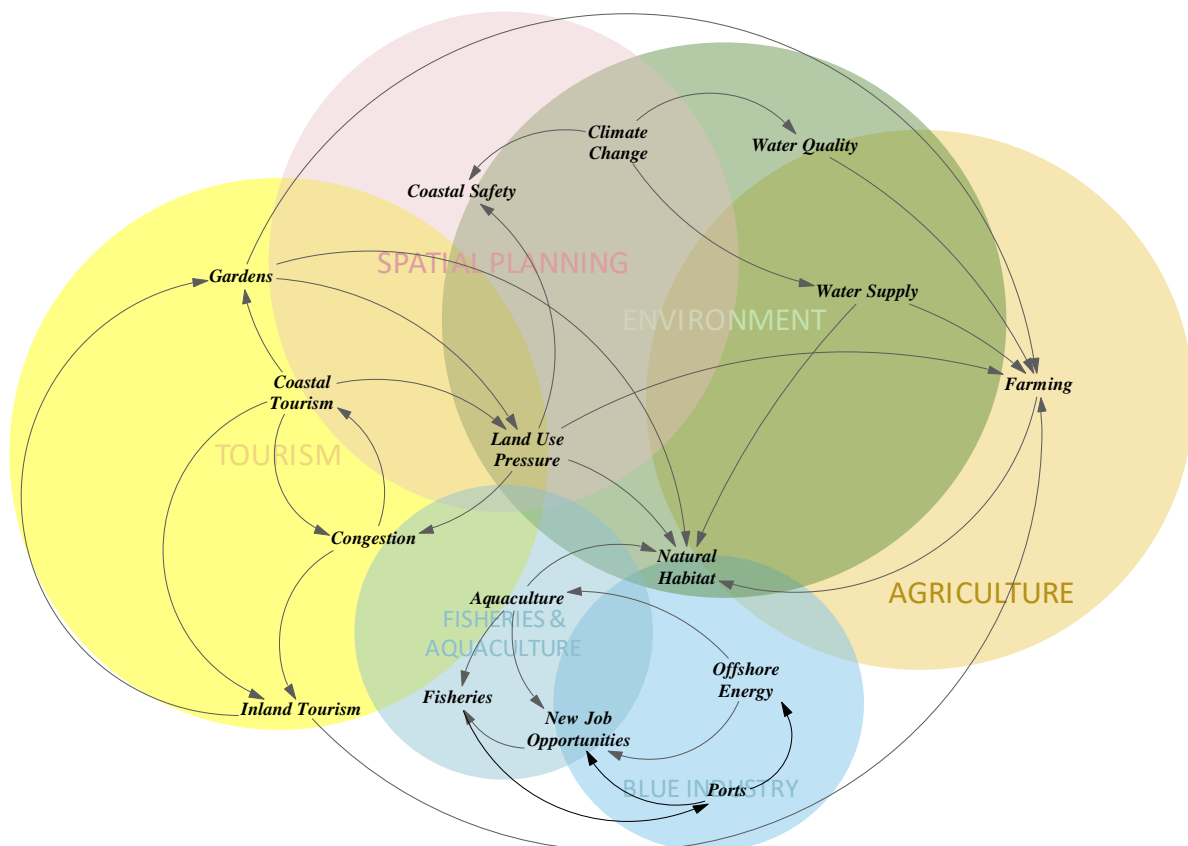 Climate
Change
Water Quality
Coastal Safety
SPATIAL PLANNING
Gardens
Water Supply
ENVIRONMENT
Coastal
Tourism
Farming
Land Use
Pressure
TOURISM
Congestion
Natural
Habitat
Aquaculture
AGRICULTURE
FISHERIES &
AQUACULTURE
Offshore
Energy
Fisheries
Inland Tourism
New Job
Opportunities
BLUE INDUSTRY
Ports